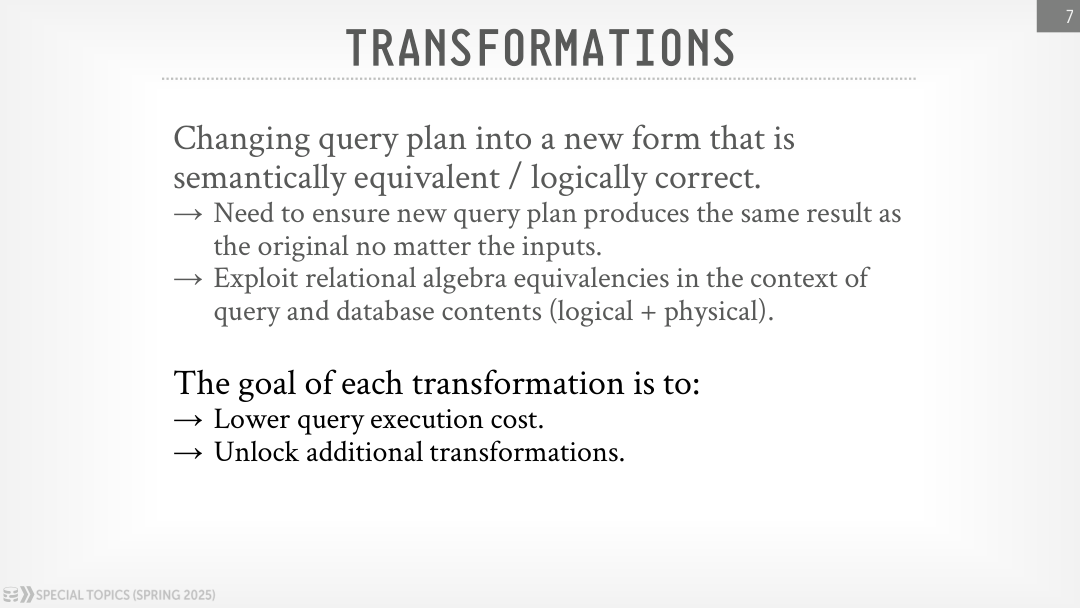 7
TRANSFORMATIONS
Changing query plan into a new form that is
semantically equivalent / logically correct.
→ Need to ensure new query plan produces the same result as
the original no matter the inputs.
→ Exploit relational algebra equivalencies in the context of
query and database contents (logical + physical).
The goal of each transformation is to:
→ Lower query execution cost.
→ Unlock additional transformations.
SPECIAL TOPICS (SPRING 2025)